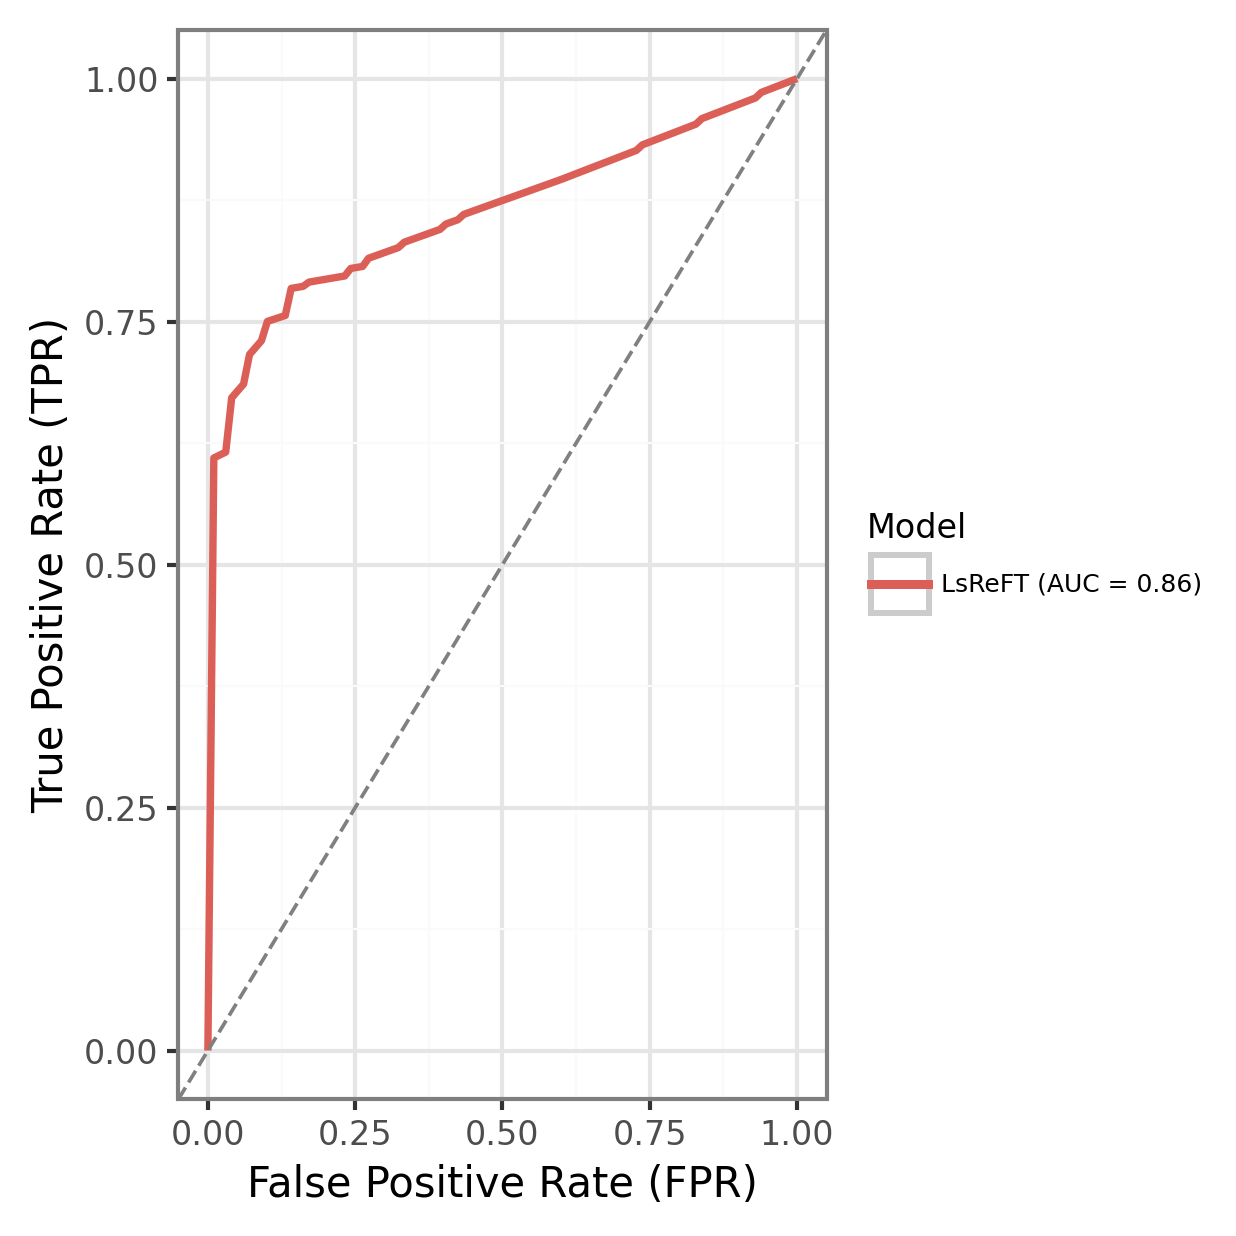 1.00
0.75
0.50
0.25
0.00
True Positive Rate (TPR)
0.00 0.25 0.50 0.75 1.00
False Positive Rate (FPR)
Model
LsReFT (AUC = 0.86)